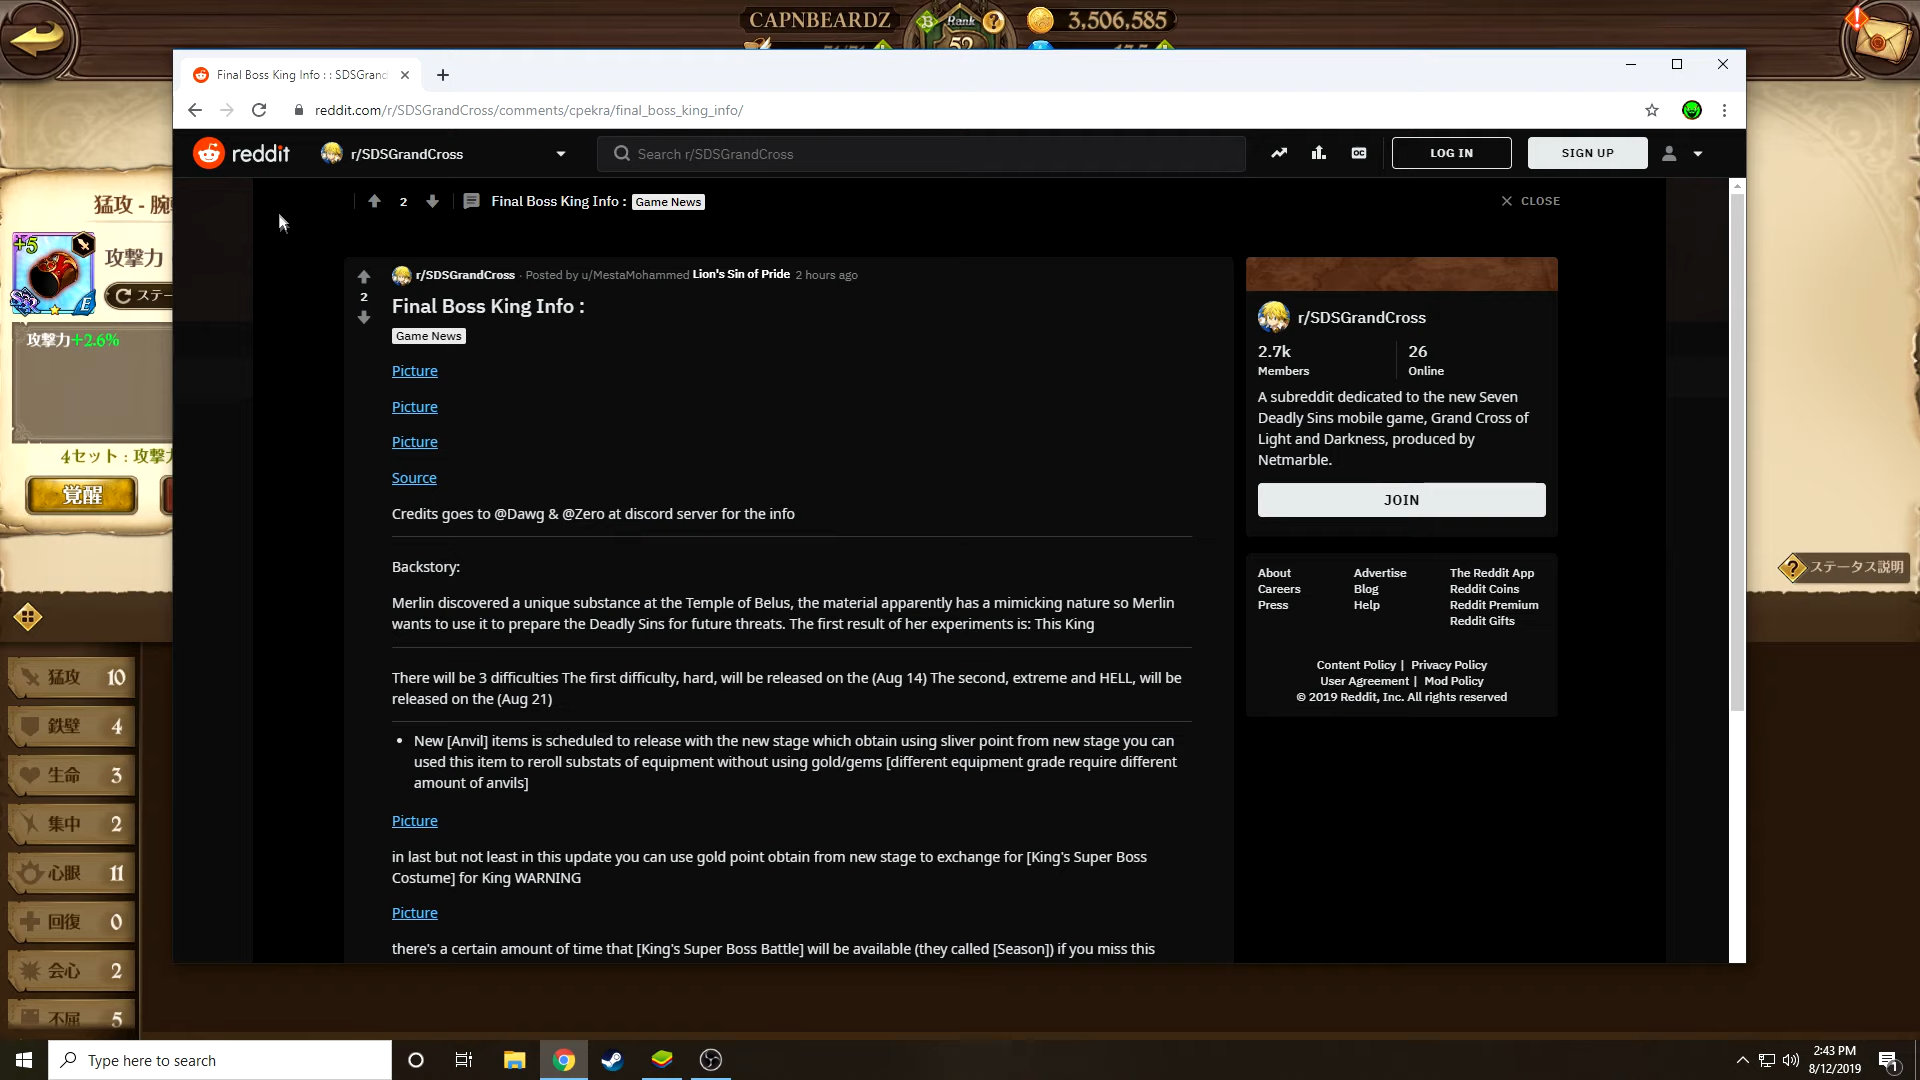 CAPNBEARDZ
Rank
52
3,506,585
Final Boss King Info : : SDSGrand
reddit.com/r/SDSGrandCross/comments/cpekra/final_boss_king_info/
reddit
r/SDSGrandCross
Search r/SDSGrandCross
LOG IN
SIGN UP
2
Final Boss King Info :
Game News
CLOSE
r/SDSGrandCross · Posted by u/MestaMohammed Lion's Sin of Pride 2 hours ago
2
Final Boss King Info :
Game News
Picture
Picture
Picture
Source
Credits goes to @Dawg & @Zero at discord server for the info
Backstory:
Merlin discovered a unique substance at the Temple of Belus, the material apparently has a mimicking nature so Merlin
wants to use it to prepare the Deadly Sins for future threats. The first result of her experiments is: This King
There will be 3 difficulties The first difficulty, hard, will be released on the (Aug 14) The second, extreme and HELL, will be
released on the (Aug 21)
• New [Anvil] items is scheduled to release with the new stage which obtain using sliver point from new stage you can
used this item to reroll substats of equipment without using gold/gems [different equipment grade require different
amount of anvils]
Picture
in last but not least in this update you can use gold point obtain from new stage to exchange for [King's Super Boss
Costume] for King WARNING
Picture
there's a certain amount of time that [King's Super Boss Battle] will be available (they called [Season]) if you miss this
r/SDSGrandCross
2.7k
Members
26
Online
A subreddit dedicated to the new Seven
Deadly Sins mobile game, Grand Cross of
Light and Darkness, produced by
Netmarble.
JOIN
About
Careers
Press
Advertise
Blog
Help
The Reddit App
Reddit Coins
Reddit Premium
Reddit Gifts
Content Policy | Privacy Policy
User Agreement | Mod Policy
© 2019 Reddit, Inc. All rights reserved
猛攻 - 腕
+5
E
攻撃力
ステー
攻撃力+2.6%
4セット : 攻撃
覚醒
ステータス説明
猛攻 10
鉄壁 4
生命 3
集中 2
心眼 11
回復 0
会心 2
不屈 5
Type here to search
2:43 PM
8/12/2019
1